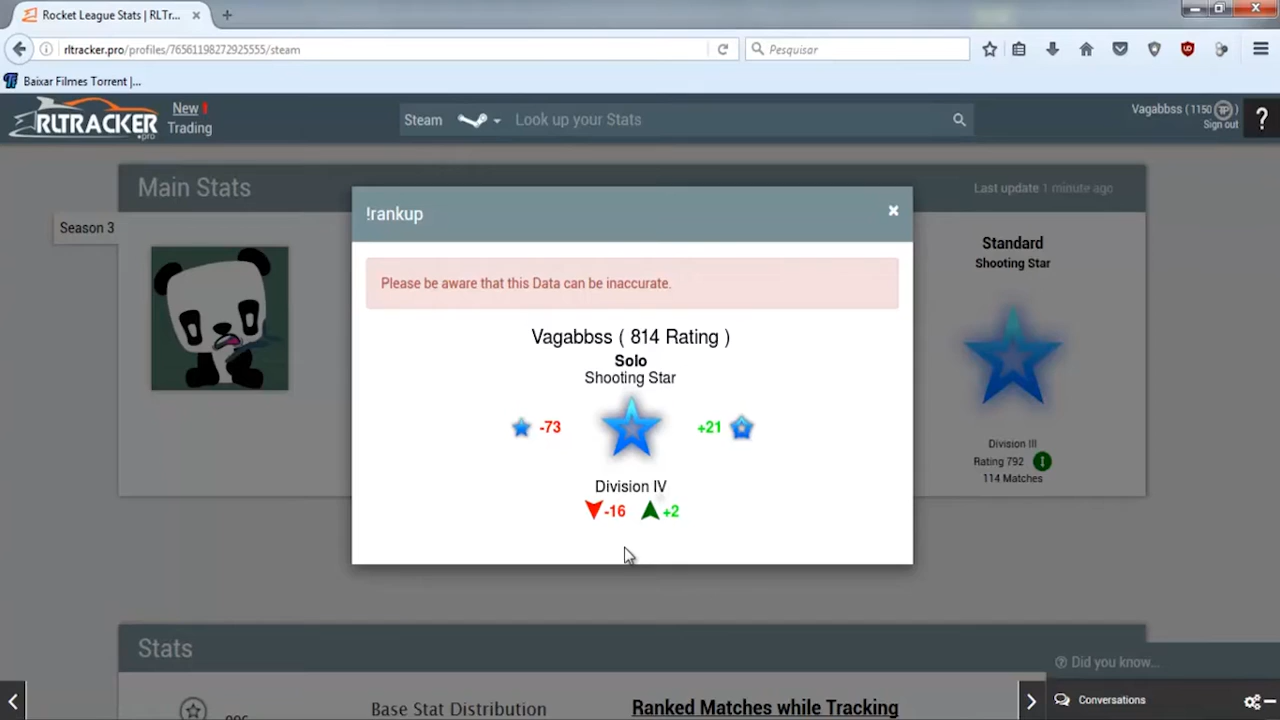 Rocket League Stats | RLTr...
rltracker.pro/profiles/76561198272925555/steam
Pesquisar
Baixar Filmes Torrent |...
RLTRACKER
.pro
New !
Trading
Steam
Look up your Stats
Vagabbss ( 1150 TP )
Sign out
?
Main Stats
Last update 1 minute ago
Season 3
!rankup
Please be aware that this Data can be inaccurate.
Vagabbss ( 814 Rating )
Solo
Shooting Star
-73
+21
Division IV
-16 +2
Standard
Shooting Star
Division III
Rating 792
114 Matches
Stats
Base Stat Distribution
Ranked Matches while Tracking
Did you know...
Conversations